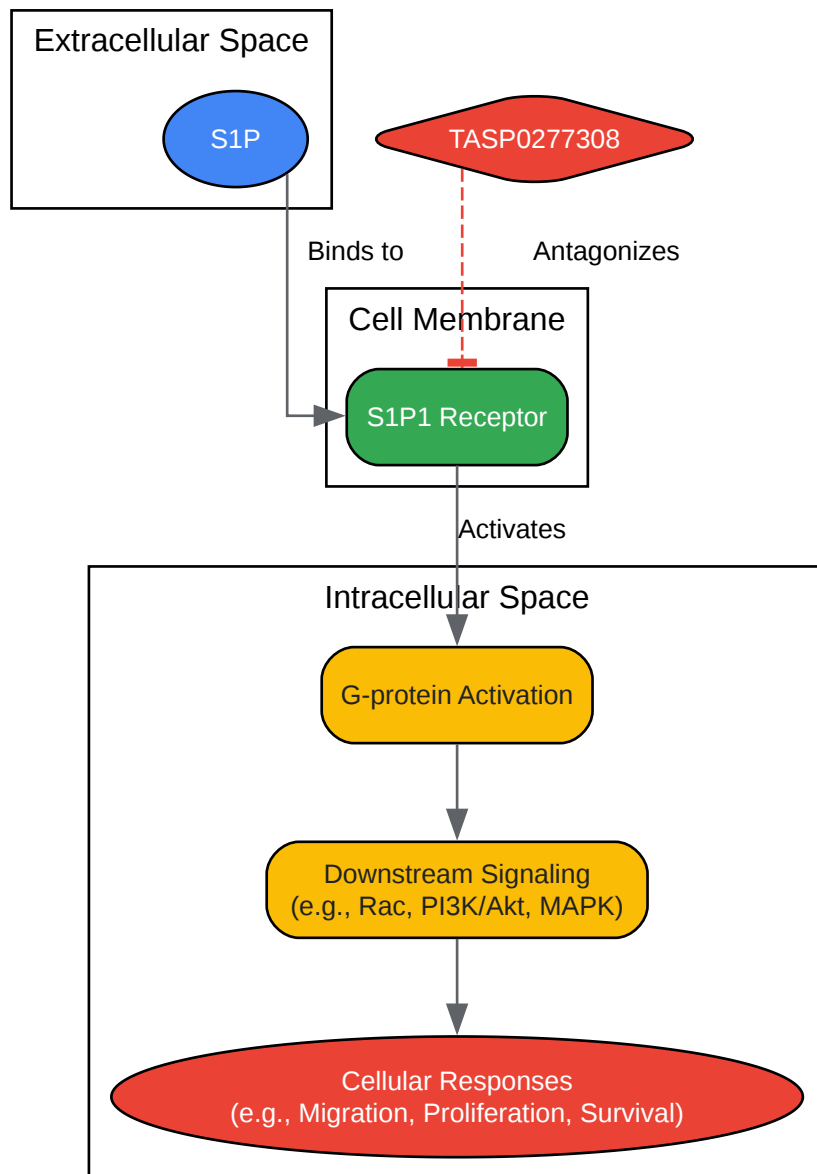 Extracellular Space
S1P
TASP0277308
Binds to
Antagonizes
Cell Membrane
S1P1 Receptor
Activates
Intracellular Space
G-protein Activation
Downstream Signaling
(e.g., Rac, PI3K/Akt, MAPK)
Cellular Responses
(e.g., Migration, Proliferation, Survival)